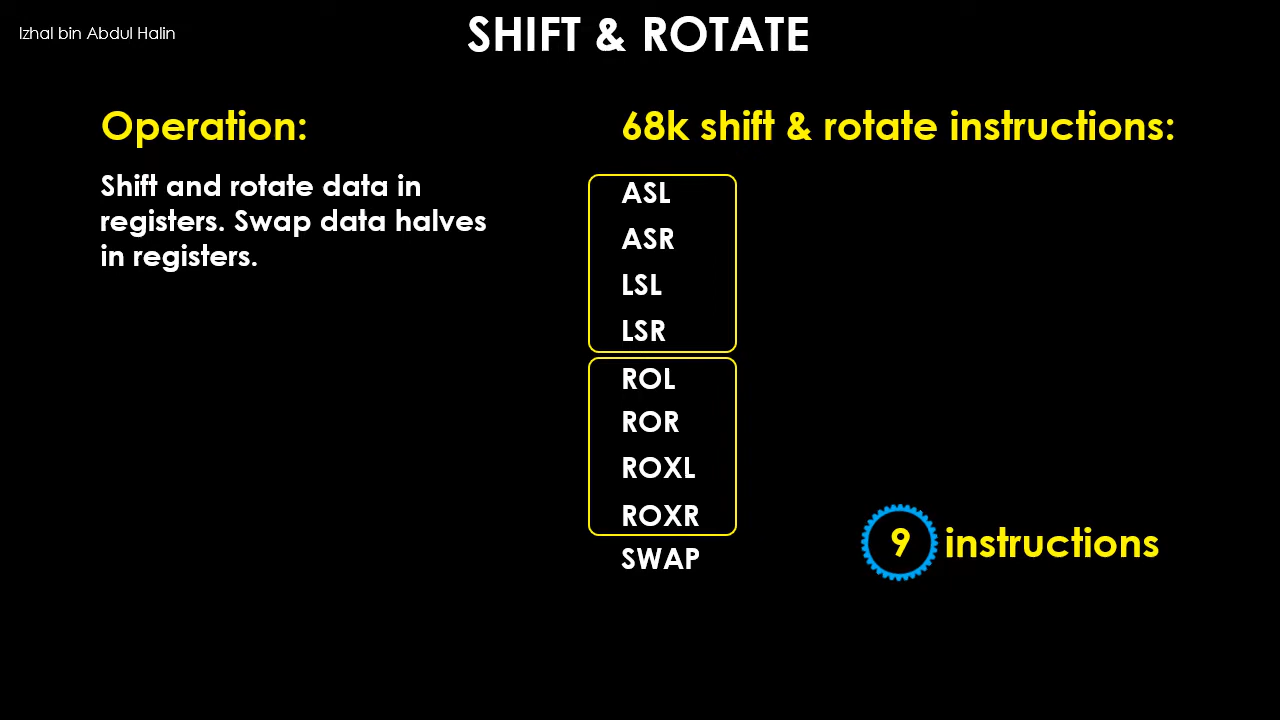 Izhal bin Abdul Halin
SHIFT & ROTATE
Operation:
Shift and rotate data in
registers. Swap data halves
in registers.
68k shift & rotate instructions:
ASL
ASR
LSL
LSR
ROL
ROR
ROXL
ROXR
SWAP
9 instructions